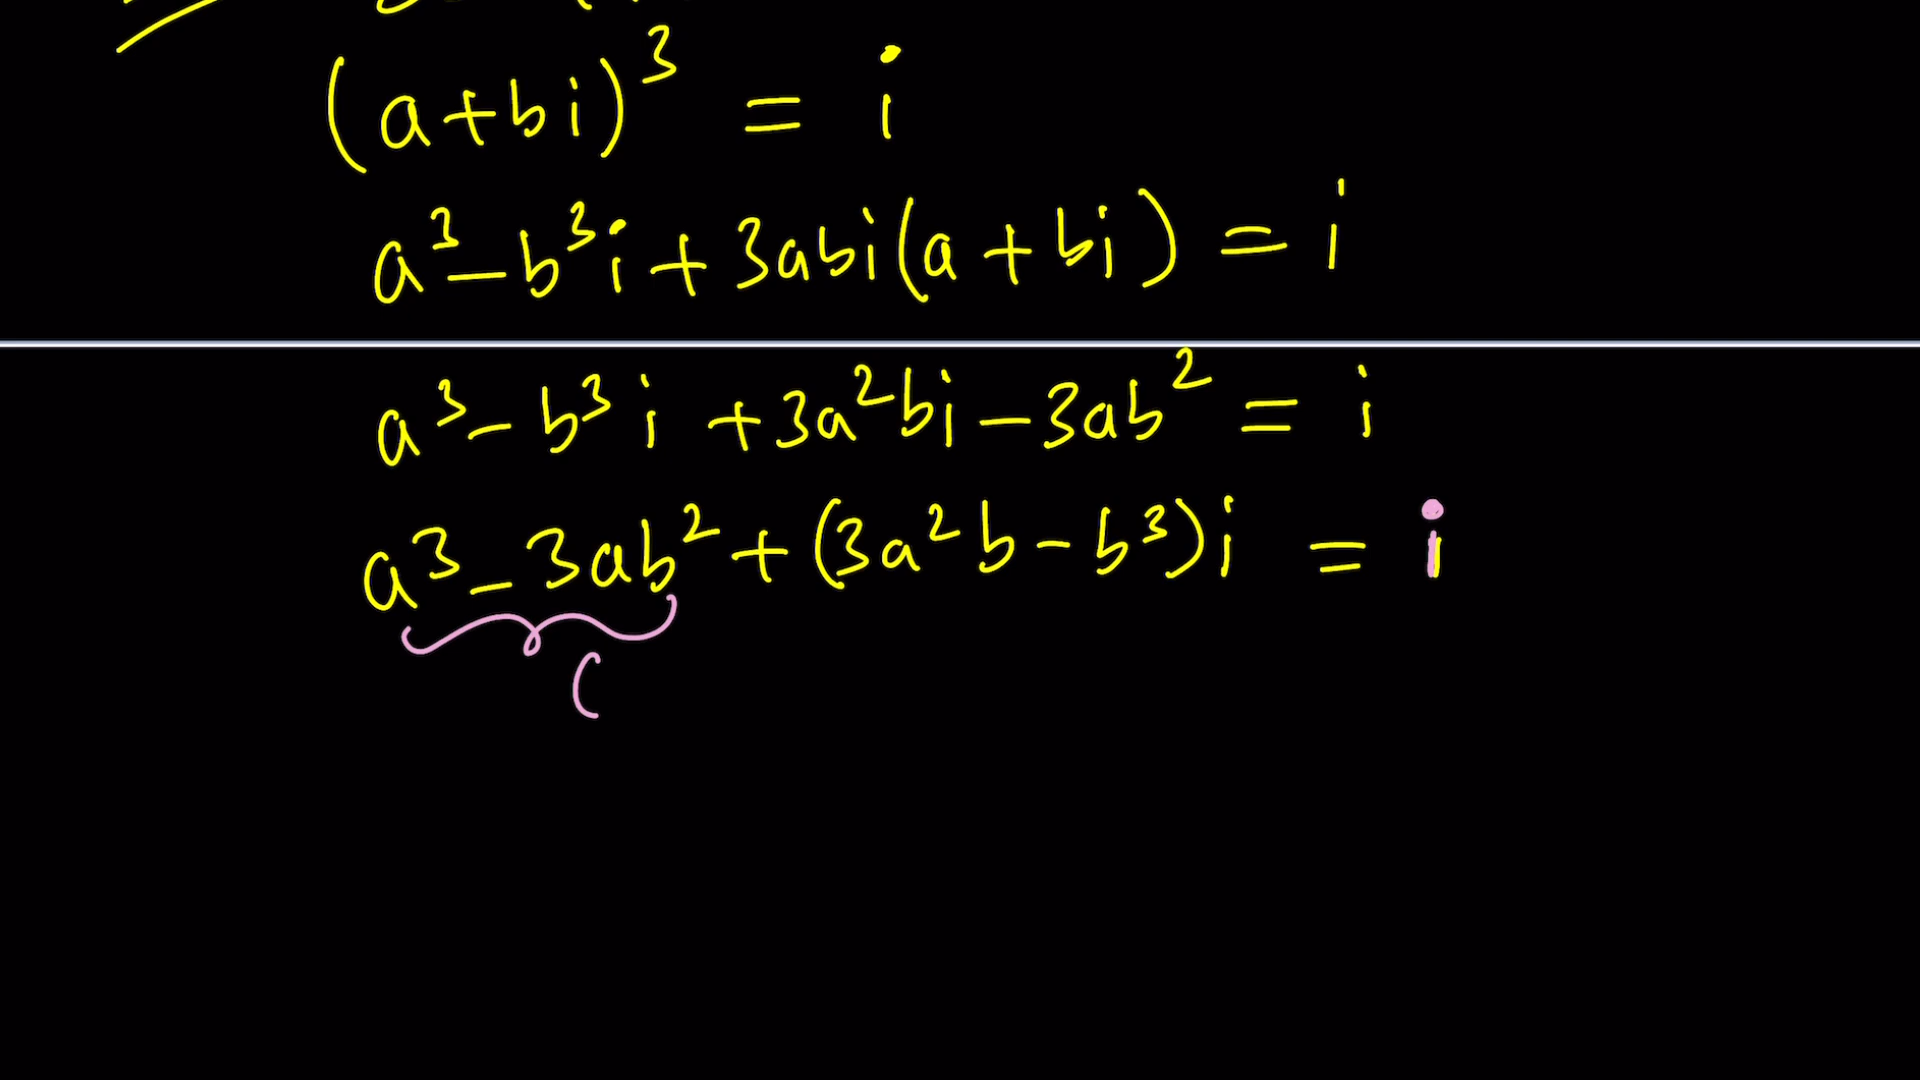 (a+bi)³ = i
a³-b³i+3abi(a+bi) = i
a³-b³i+3a²bi-3ab² = i
a³-3ab²+(3a²b-b³)i = i